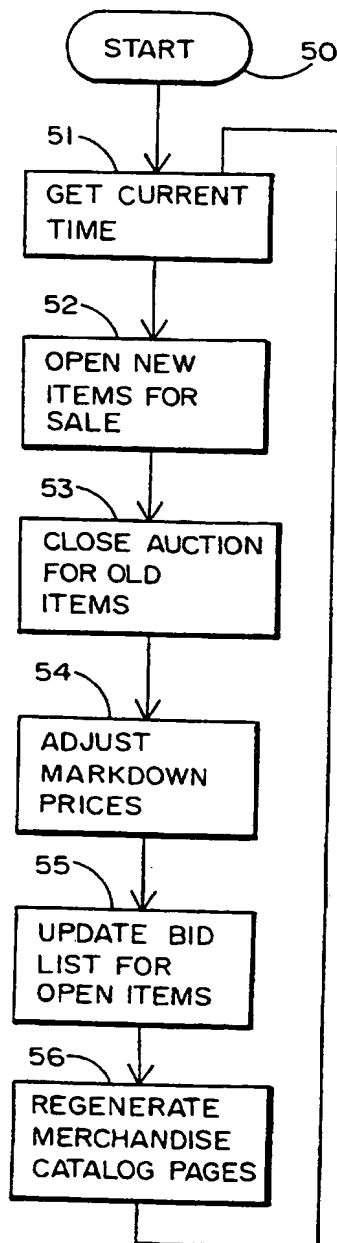 START
50
51
GET CURRENT
TIME
52
OPEN NEW
ITEMS FOR
SALE
53
CLOSE AUCTION
FOR OLD
ITEMS
54
ADJUST
MARKDOWN
PRICES
55
UPDATE BID
LIST FOR
OPEN ITEMS
56
REGENERATE
MERCHANDISE
CATALOG PAGES